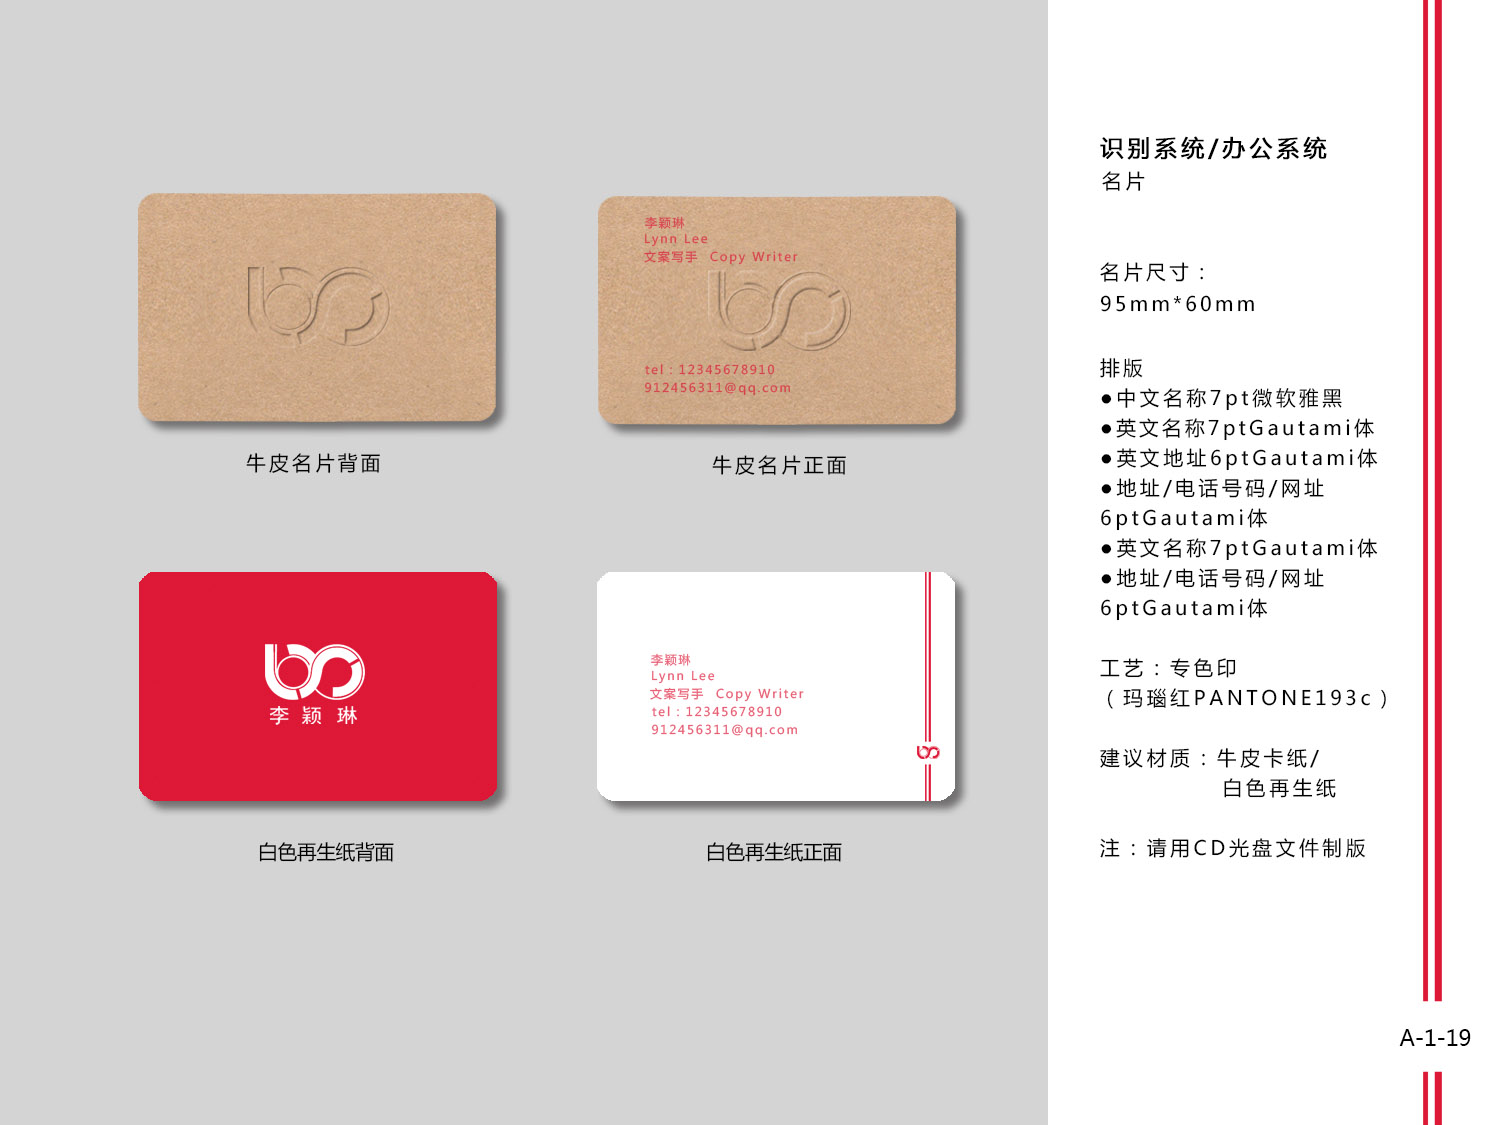 李颖琳
Lynn Lee
文案写手 Copy Writer
tel：12345678910
912456311@qq.com
牛皮名片背面
牛皮名片正面
李颖琳
李颖琳
Lynn Lee
文案写手 Copy Writer
tel：12345678910
912456311@qq.com
白色再生纸背面
白色再生纸正面
识别系统/办公系统
名片
名片尺寸：
95mm*60mm
排版
●中文名称7pt微软雅黑
●英文名称7ptGautami体
●英文地址6ptGautami体
●地址/电话号码/网址
6ptGautami体
●英文名称7ptGautami体
●地址/电话号码/网址
6ptGautami体
工艺：专色印
（玛瑙红PANTONE193c）
建议材质：牛皮卡纸/
白色再生纸
注：请用CD光盘文件制版
A-1-19